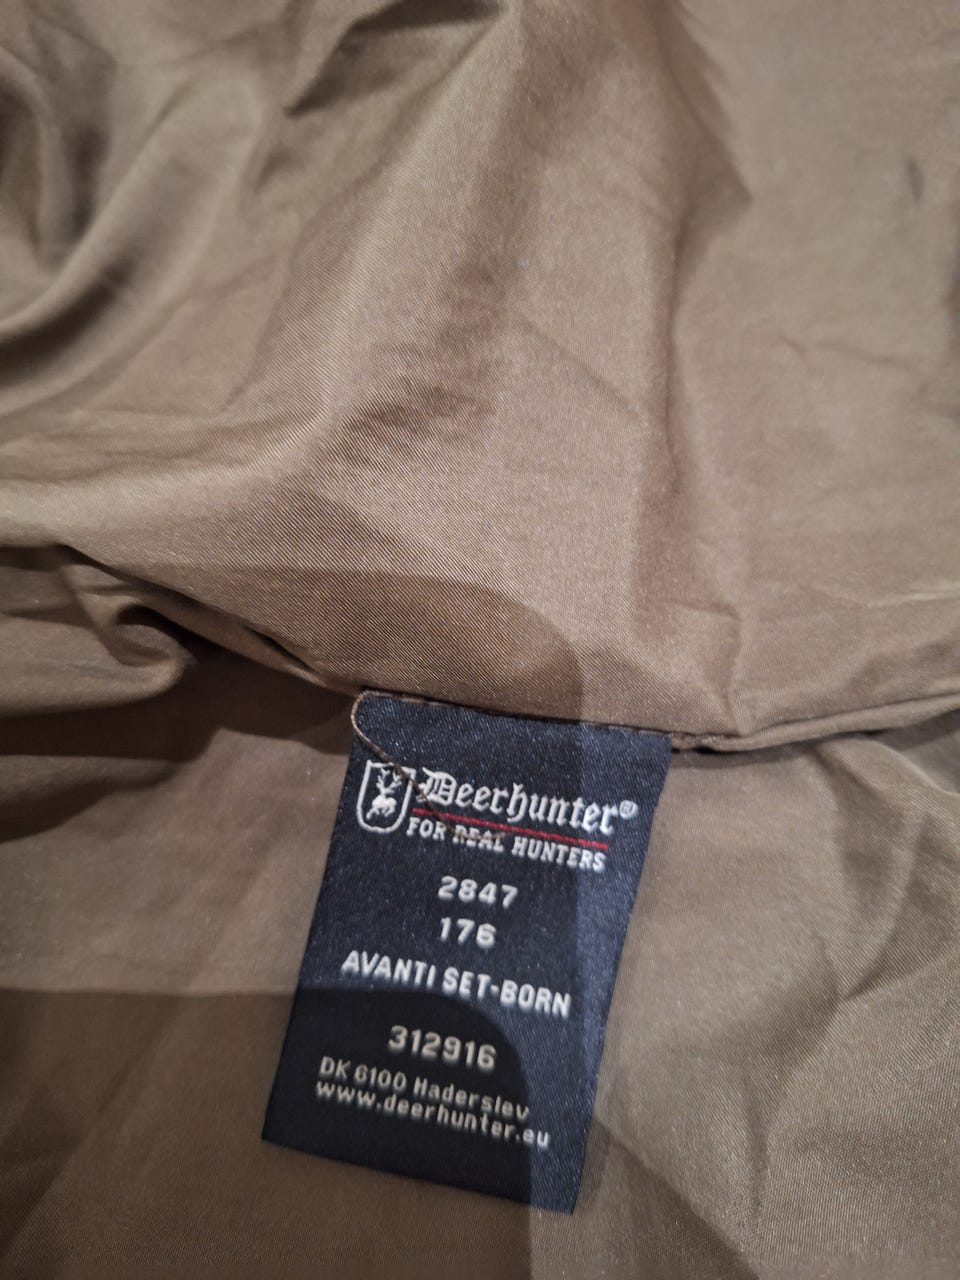 Deerhunter®
FOR REAL HUNTERS
2847
176
AVANTI SET-BORN
312916
DK 6100 Haderslev
www.deerhunter.eu